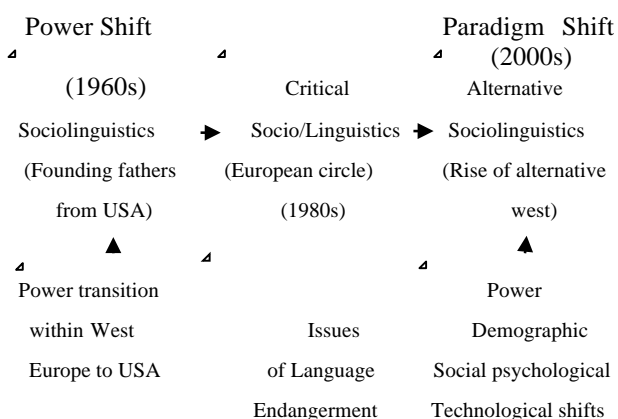 Power Shift
(1960s)
Sociolinguistics
(Founding fathers
from USA)
Power transition
within West
Europe to USA
Critical
Socio/Linguistics
(European circle)
(1980s)
Issues
of Language
Endangerment
Paradigm Shift
(2000s)
Alternative
Sociolinguistics
(Rise of alternative
west)
Power
Demographic
Social psychological
Technological shifts